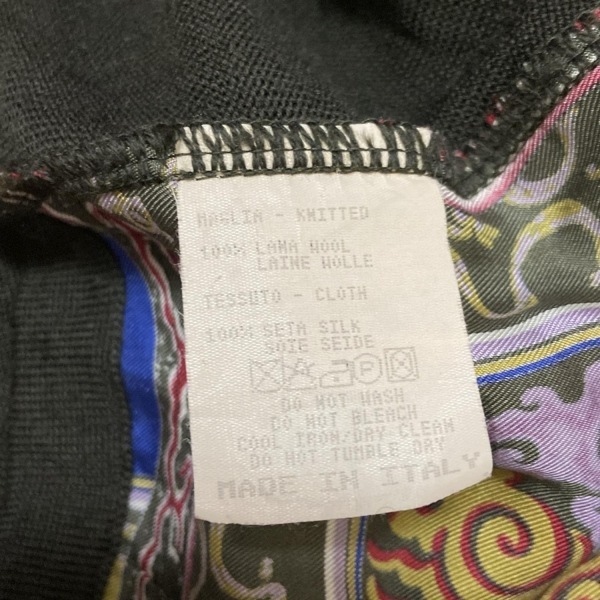 MAGLIA - KNITTED
100% LANA WOOL
LAINE WOLLE
TESSUTO - CLOTH
100% SETA SILK
SOIE SEIDE
P
DO NOT WASH
DO NOT BLEACH
COOL IRON/DRY CLEAN
DO NOT TUMBLE DRY
MADE IN ITALY